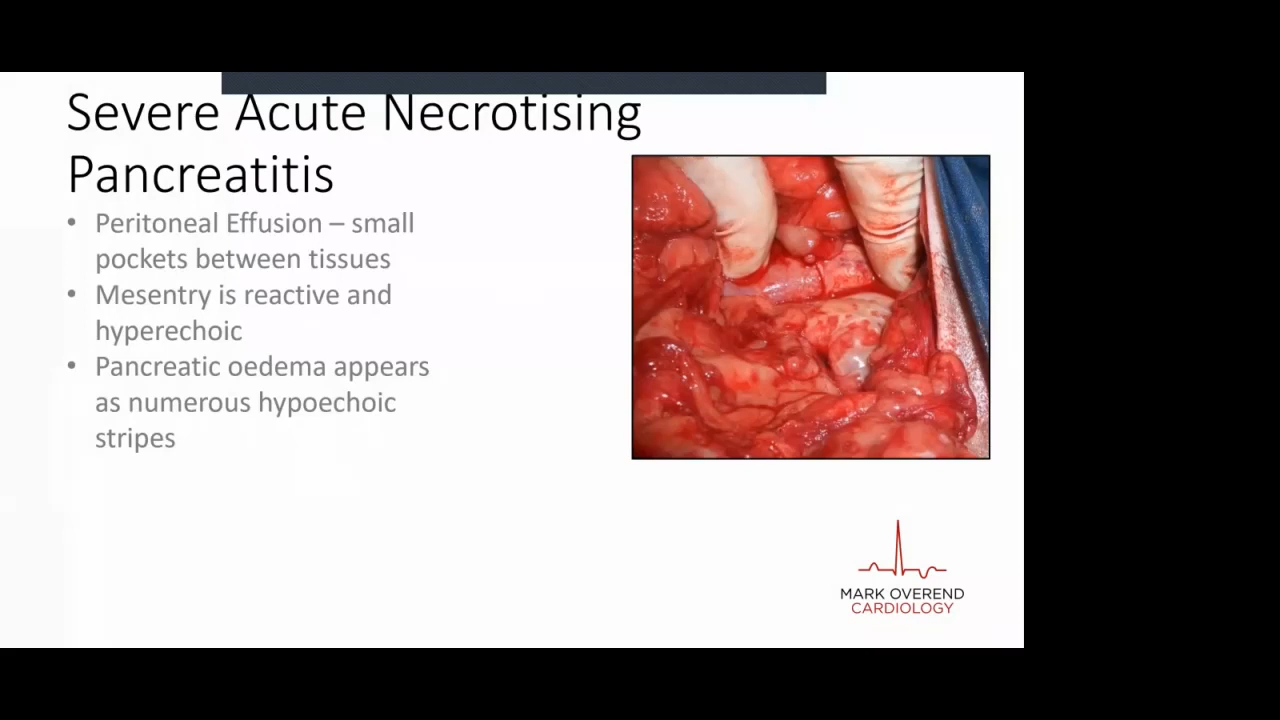 Severe Acute Necrotising
Pancreatitis
• Peritoneal Effusion – small
pockets between tissues
• Mesentry is reactive and
hyperechoic
• Pancreatic oedema appears
as numerous hypoechoic
stripes
MARK OVEREND
CARDIOLOGY